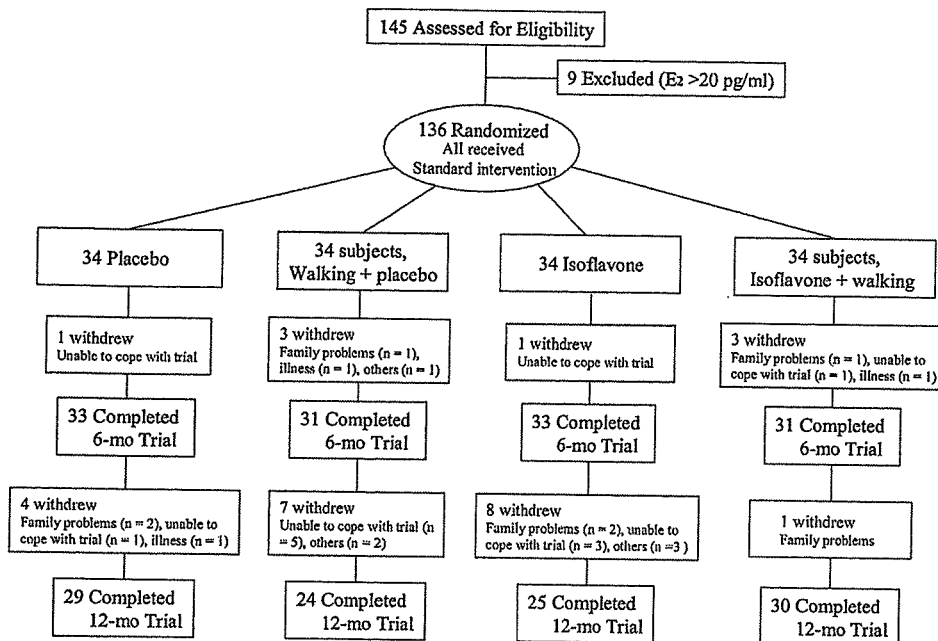 145 Assessed for Eligibility
9 Excluded (E2 >20 pg/ml)
136 Randomized
All received
Standard intervention
34 Placebo
34 subjects,
Walking + placebo
34 Isoflavone
34 subjects,
Isoflavone + walking
1 withdrew
Unable to cope with trial
3 withdrew
Family problems (n = 1),
illness (n = 1), others (n = 1)
1 withdrew
Unable to cope with trial
3 withdrew
Family problems (n = 1), unable
to cope with trial (n = 1), illness (n = 1)
33 Completed
6-mo Trial
31 Completed
6-mo Trial
33 Completed
6-mo Trial
31 Completed
6-mo Trial
4 withdrew
Family problems (n = 2), unable to
cope with trial (n = 1), illness (n = 1)
7 withdrew
Unable to cope with trial (n
= 5), others (n = 2)
8 withdrew
Family problems (n = 2), unable to
cope with trial (n = 3), others (n =3 )
1 withdrew
Family problems
29 Completed
12-mo Trial
24 Completed
12-mo Trial
25 Completed
12-mo Trial
30 Completed
12-mo Trial